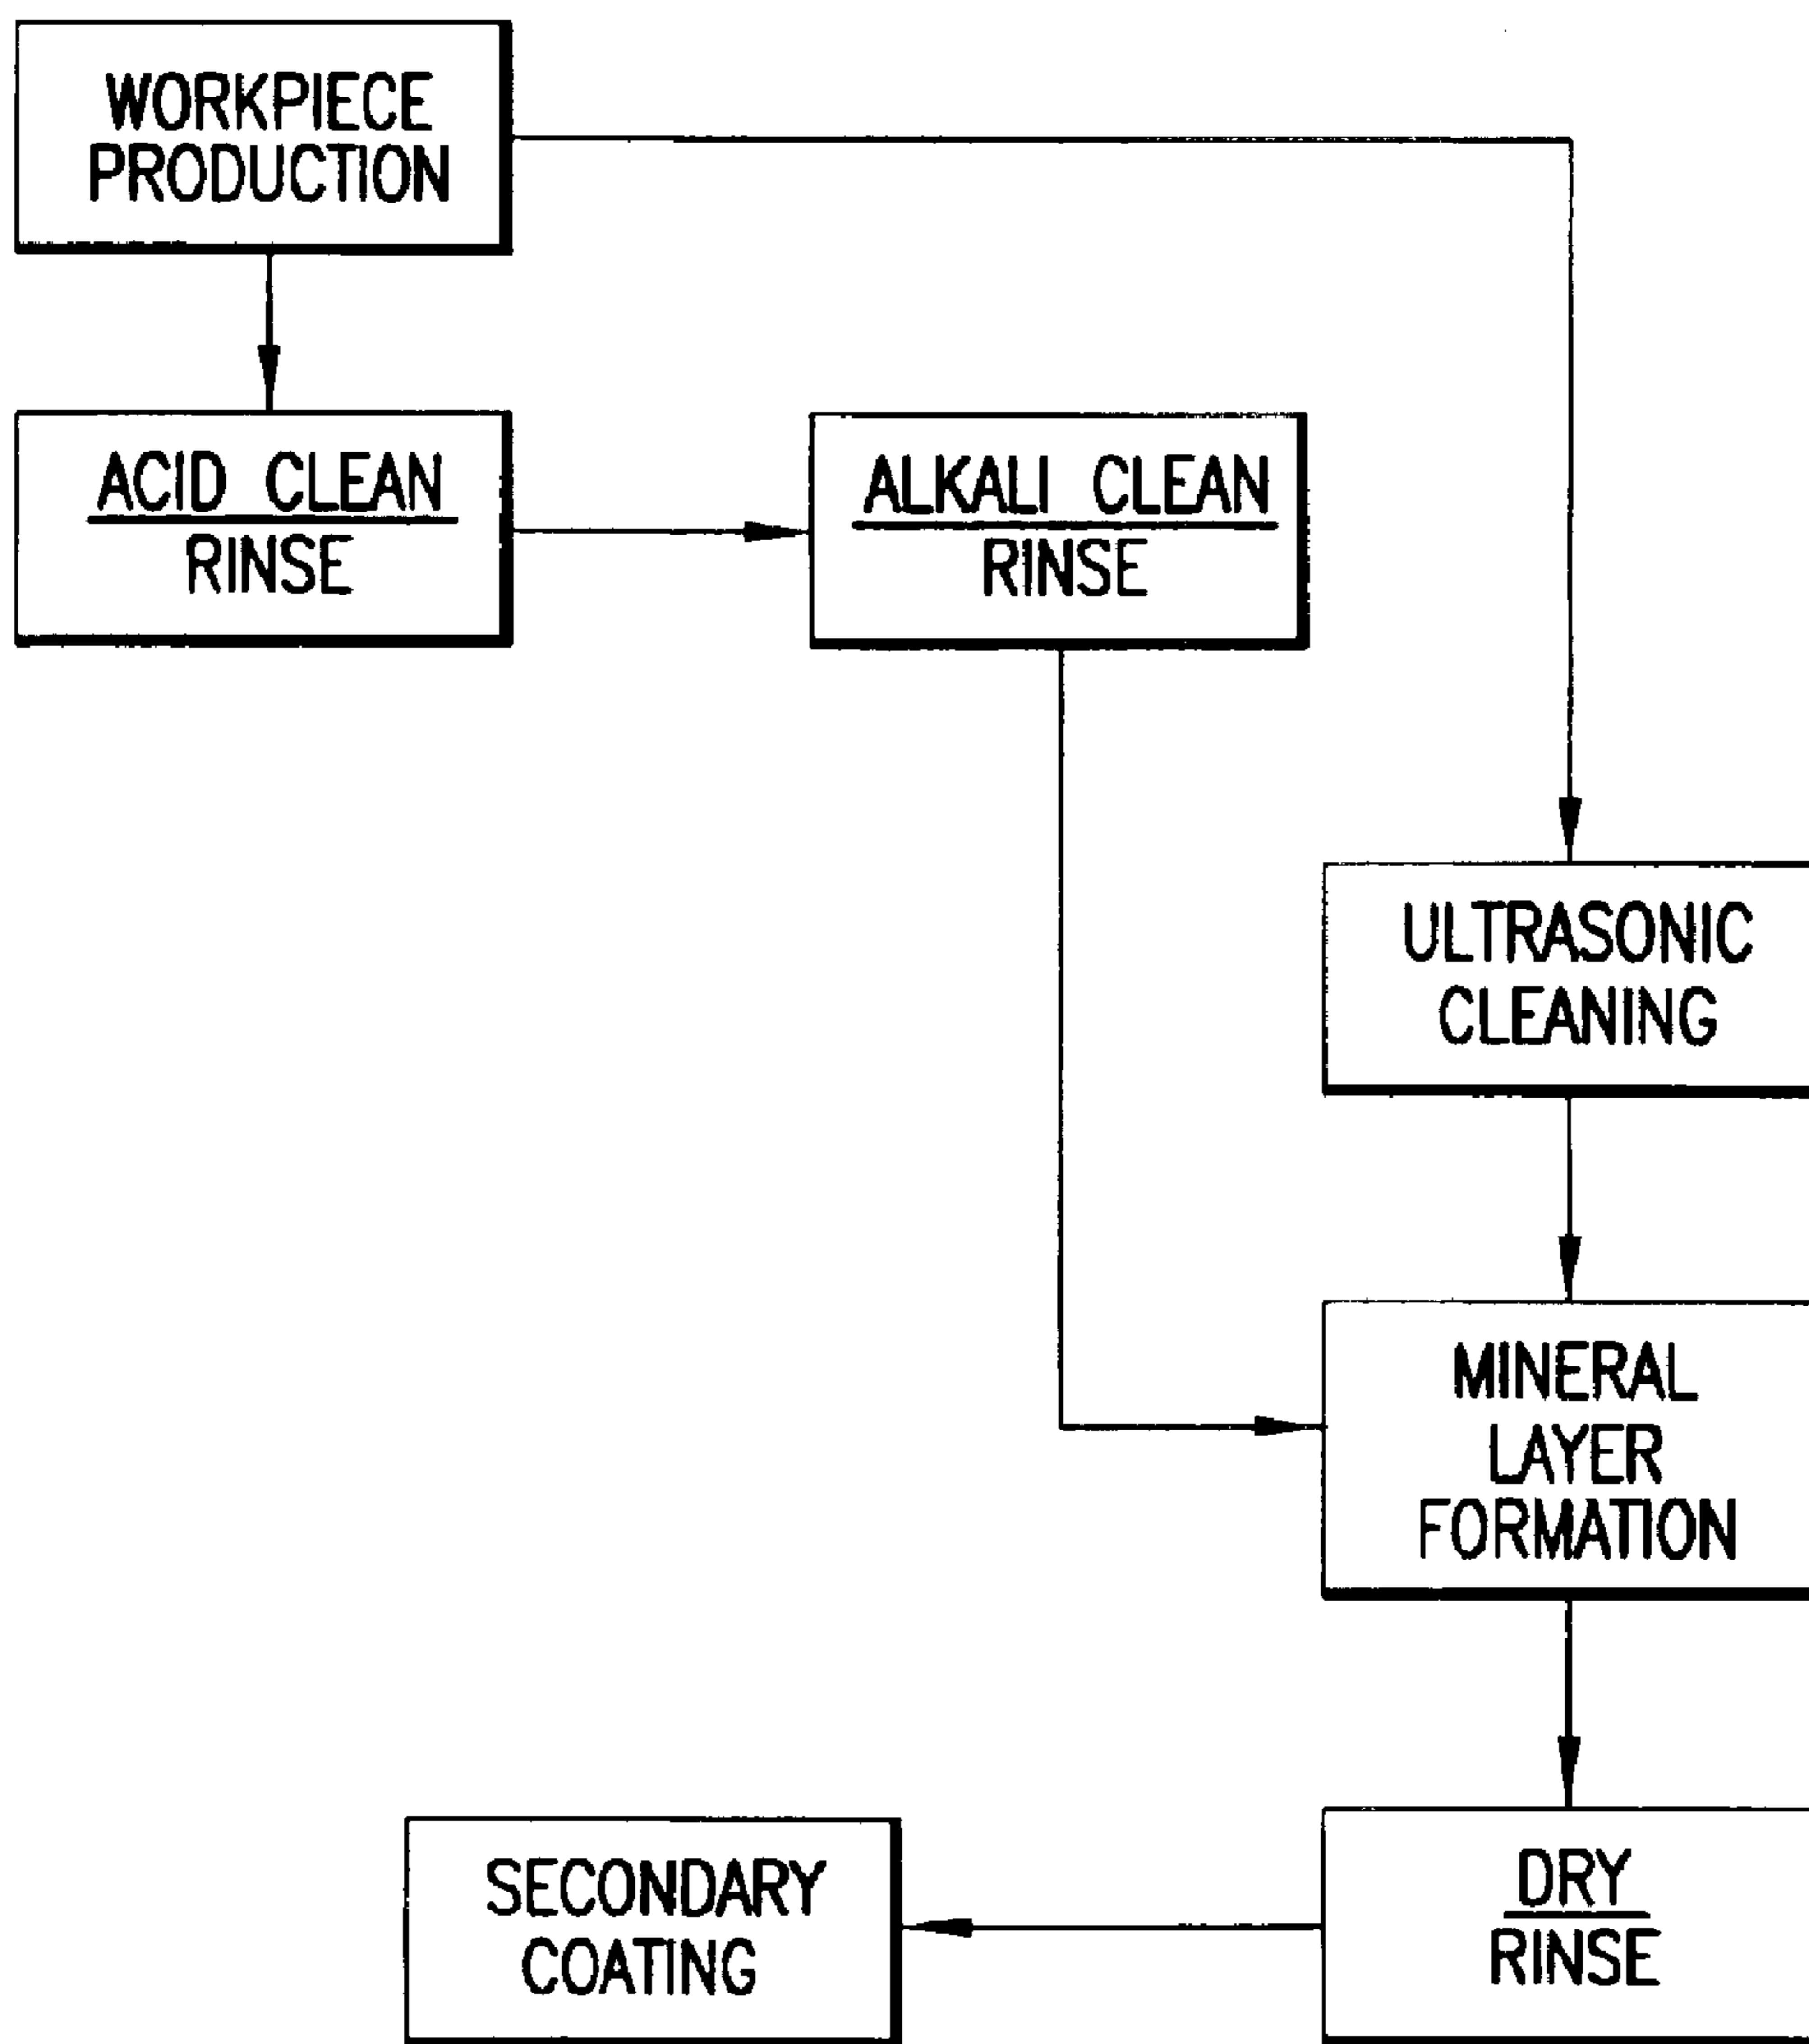 WORKPIECE
PRODUCTION
ACID CLEAN
RINSE
ALKALI CLEAN
RINSE
ULTRASONIC
CLEANING
MINERAL
LAYER
FORMATION
DRY
RINSE
SECONDARY
COATING